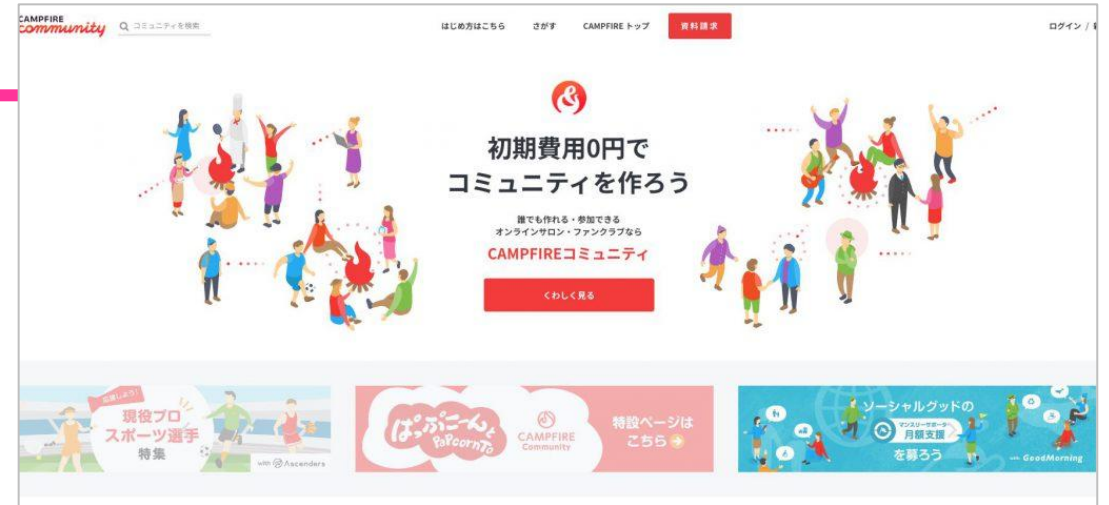 CAMPFIRE
community
コミュニティを検索
はじめ方はこちら
さがす
CAMPFIRE トップ
資料請求
ログイン /
初期費用0円で
コミュニティを作ろう
誰でも作れる・参加できる
オンラインサロン・ファンクラブなら
CAMPFIREコミュニティ
くわしく見る
応援しよう!
現役プロ
スポーツ選手
特集
with Ascenders
ぱっぷこーんと
PaPcornTo
CAMPFIRE
Community
特設ページは
こちら
ソーシャルグッドの
マンスリーサポーター
月額支援
を募ろう
with GoodMorning